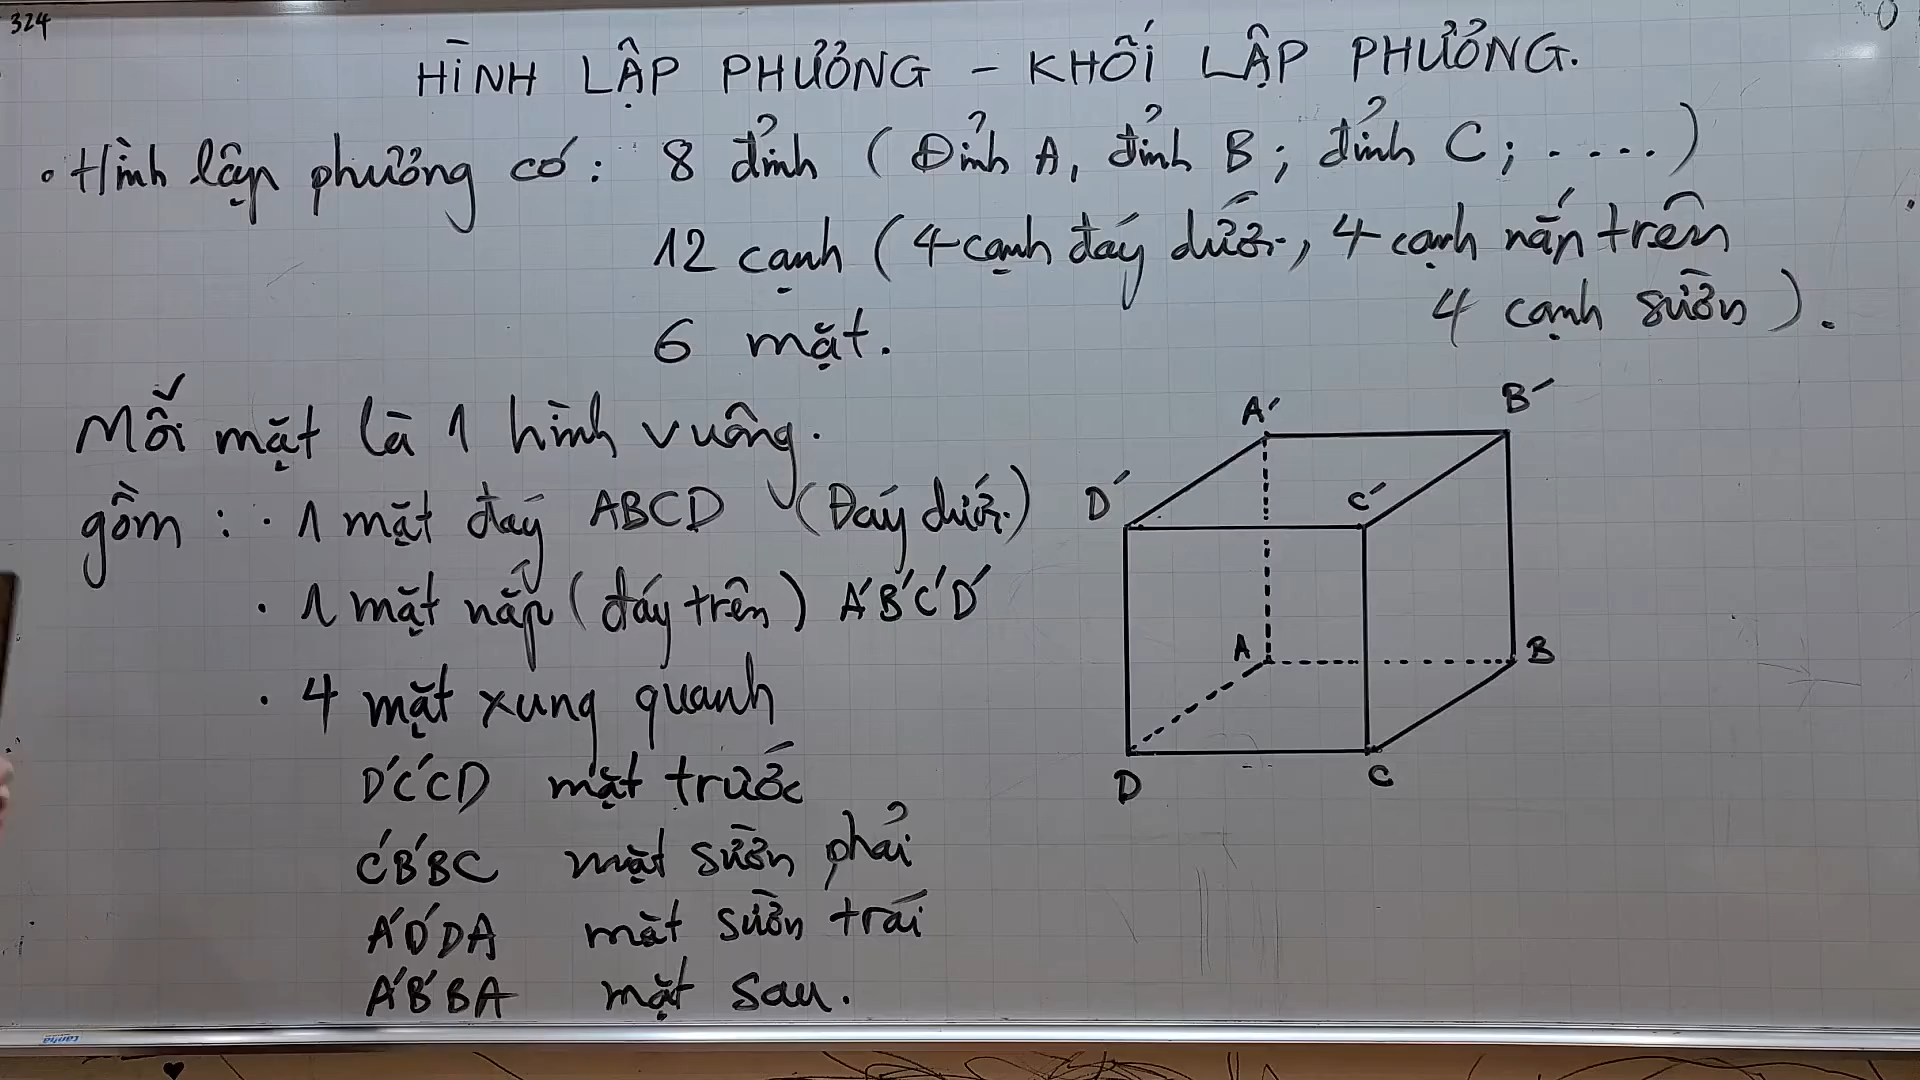 324
HÌNH LẬP PHƯƠNG - KHỐI LẬP PHƯƠNG.
• Hình lập phương có: 8 đỉnh (Đỉnh A, đỉnh B; đỉnh C; ....)
12 cạnh (4 cạnh đáy dưới, 4 cạnh nắp trên
4 cạnh sườn).
6 mặt.
Mỗi mặt là 1 hình vuông.
gồm: · 1 mặt đáy ABCD (Đáy dưới)
· 1 mặt nắp (đáy trên) A'B'C'D'
· 4 mặt xung quanh
D'C'CD mặt trước
C'B'BC mặt sườn phải
A'D'DA mặt sườn trái
A'B'BA mặt sau.
A' B'
D' C'
A B
D C